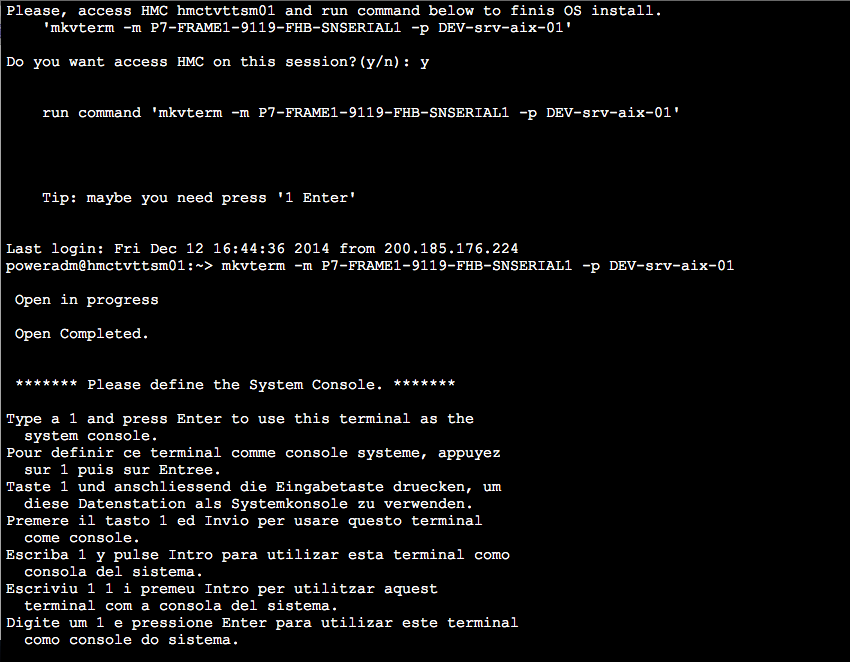 Please, access HMC hmctvttsm01 and run command below to finis OS install.
'mkvterm -m P7-FRAME1-9119-FHB-SNSERIAL1 -p DEV-srv-aix-01'
Do you want access HMC on this session?(y/n): y
run command 'mkvterm -m P7-FRAME1-9119-FHB-SNSERIAL1 -p DEV-srv-aix-01'
Tip: maybe you need press '1 Enter'
Last login: Fri Dec 12 16:44:36 2014 from 200.185.176.224
poweradm@hmctvttsm01:~> mkvterm -m P7-FRAME1-9119-FHB-SNSERIAL1 -p DEV-srv-aix-01
Open in progress
Open Completed.
******* Please define the System Console. *******
Type a 1 and press Enter to use this terminal as the
system console.
Pour definir ce terminal comme console systeme, appuyez
sur 1 puis sur Entree.
Taste 1 und anschliessend die Eingabetaste druecken, um
diese Datenstation als Systemkonsole zu verwenden.
Premere il tasto 1 ed Invio per usare questo terminal
come console.
Escriba 1 y pulse Intro para utilizar esta terminal como
consola del sistema.
Escriviu 1 1 i premeu Intro per utilitzar aquest
terminal com a consola del sistema.
Digite um 1 e pressione Enter para utilizar este terminal
como console do sistema.